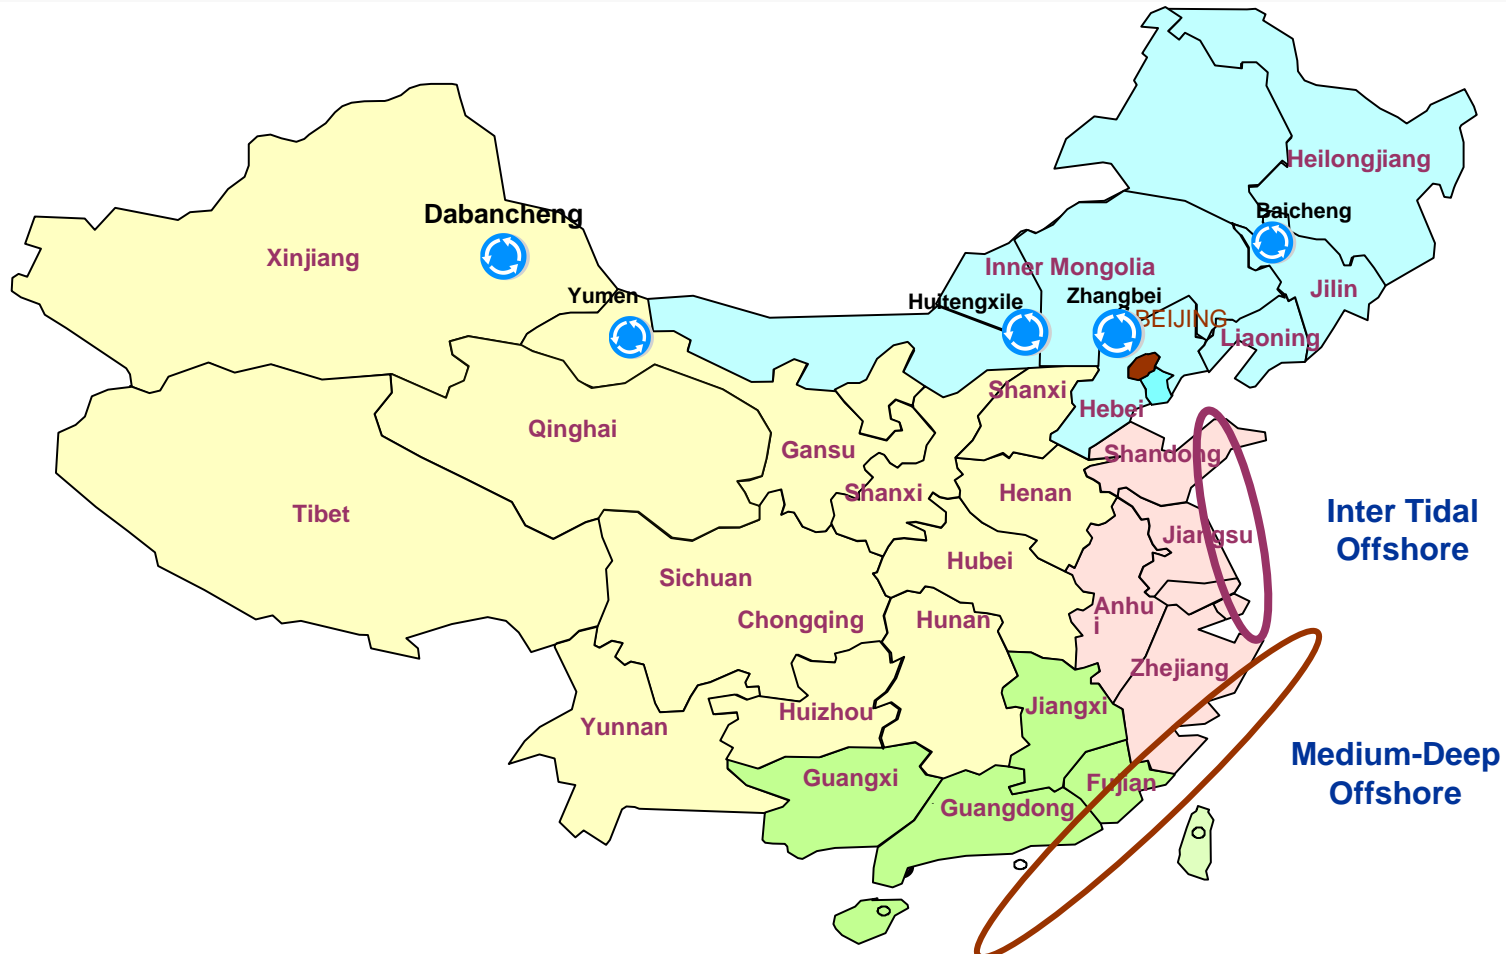 Heilongjiang
Baicheng
Dabancheng
Xinjiang
Inner Mongolia
Jilin
Yumen
Huitengxile
Zhangbei
BEIJING
Liaoning
Shanxi
Hebei
Qinghai
Gansu
Shandong
Shanxi
Henan
Tibet
Inter Tidal
Offshore
Jiangsu
Hubei
Sichuan
Anhu
i
Chongqing
Hunan
Zhejiang
Jiangxi
Huizhou
Yunnan
Medium-Deep
Offshore
Guangxi
Fujian
Guangdong